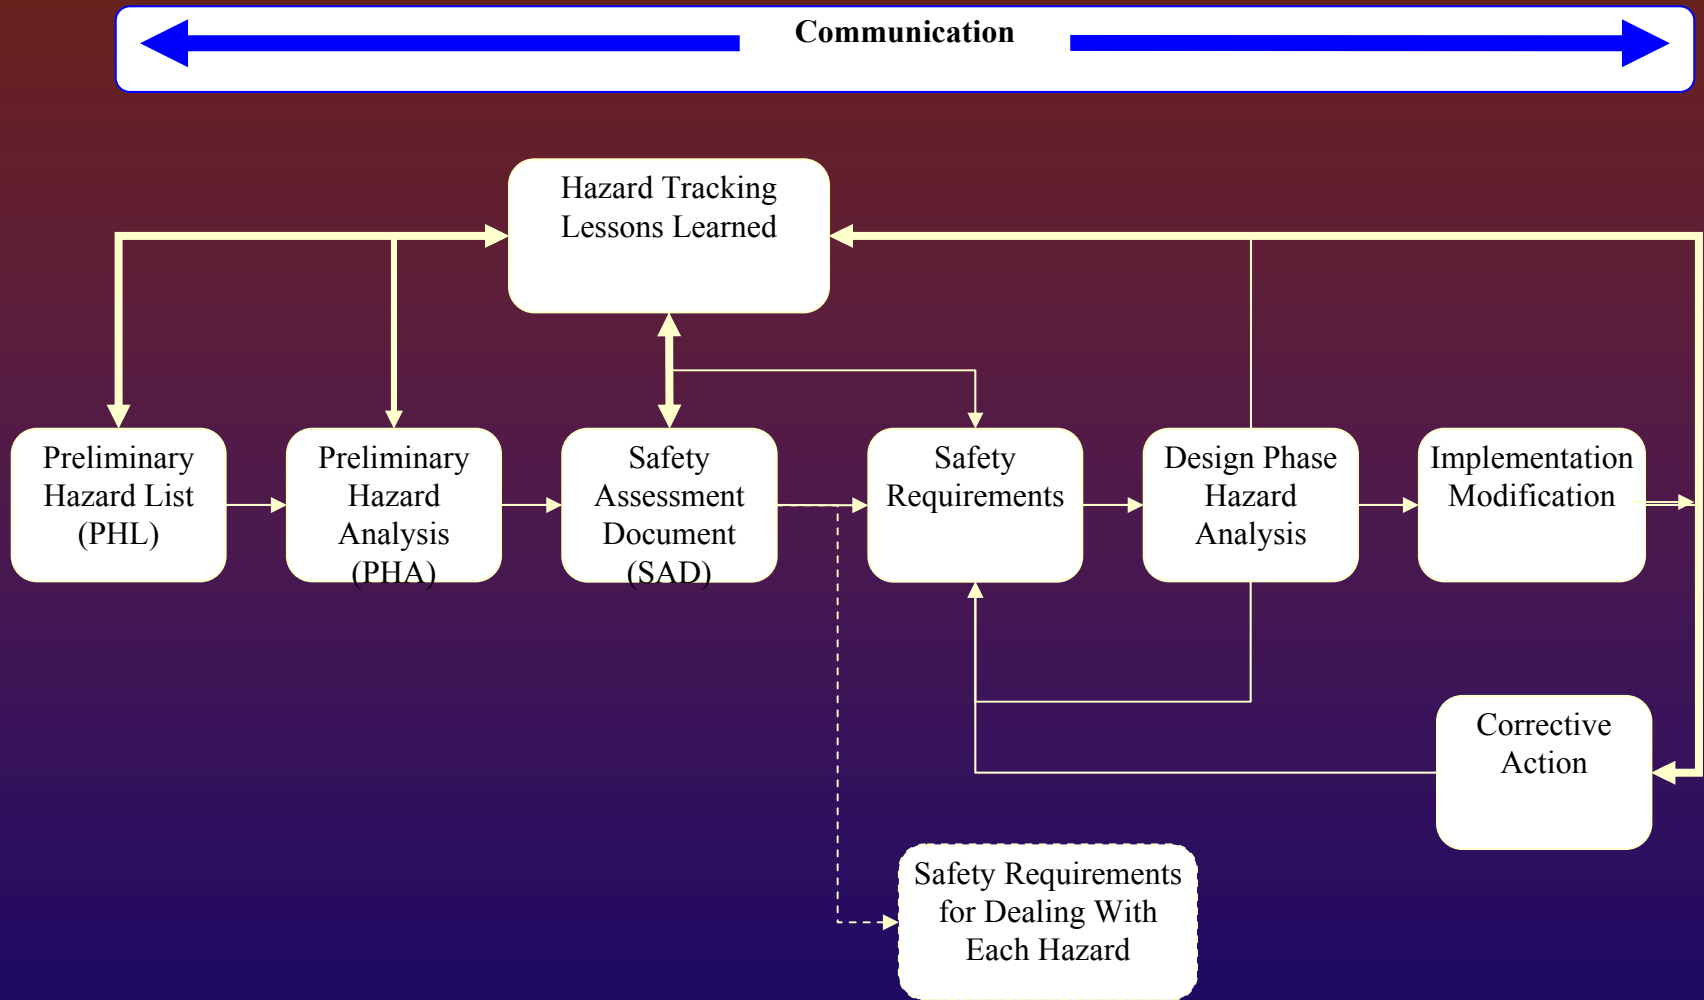 Communication
Hazard Tracking
Lessons Learned
Preliminary
Hazard List
(PHL)
Preliminary
Hazard
Analysis
(PHA)
Safety
Assessment
Document
(SAD)
Safety
Requirements
Design Phase
Hazard
Analysis
Implementation
Modification
Corrective
Action
Safety Requirements
for Dealing With
Each Hazard